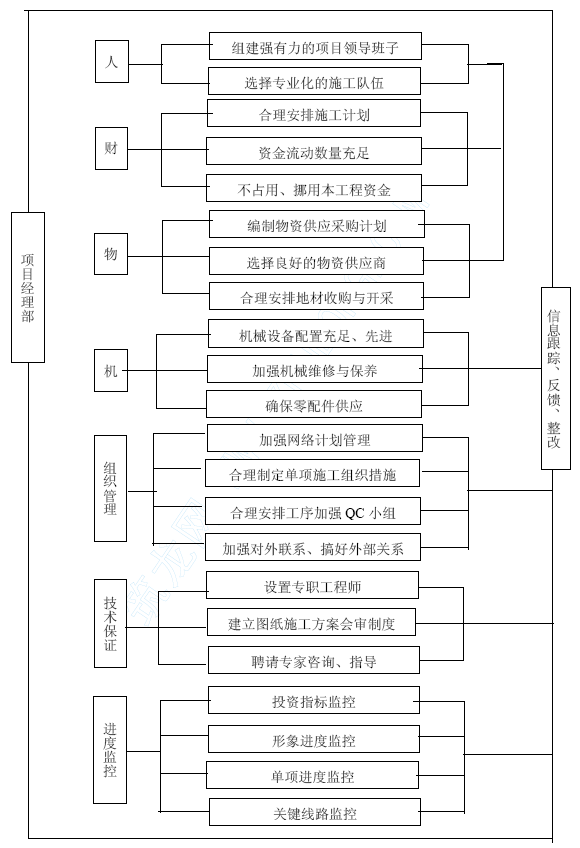 项目经理部
人
组建强有力的项目领导班子
选择专业化的施工队伍
财
合理安排施工计划
资金流动数量充足
不占用、挪用本工程资金
物
编制物资供应采购计划
选择良好的物资供应商
合理安排地材收购与开采
机
机械设备配置充足、先进
加强机械维修与保养
确保零配件供应
组织管理
加强网络计划管理
合理制定单项施工组织措施
合理安排工序加强QC小组
加强对外联系、搞好外部关系
技术保证
设置专职工程师
建立图纸施工方案会审制度
聘请专家咨询、指导
进度监控
投资指标监控
形象进度监控
单项进度监控
关键线路监控
信息跟踪、反馈、整改